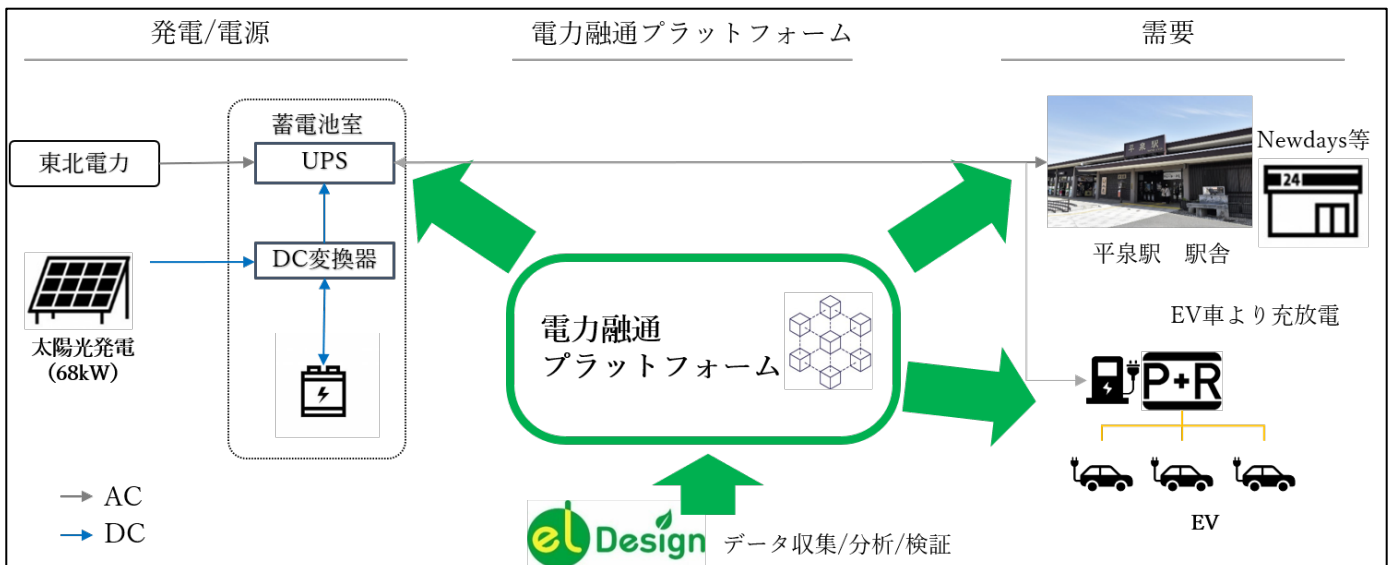 発電/電源
電力融通プラットフォーム
需要
蓄電池室
東北電力
UPS
平泉駅
Newdays等
24
DC変換器
平泉駅 駅舎
太陽光発電
(68kW)
電力融通
プラットフォーム
EV車より充放電
P+R
AC
DC
EV
el Design
データ収集/分析/検証